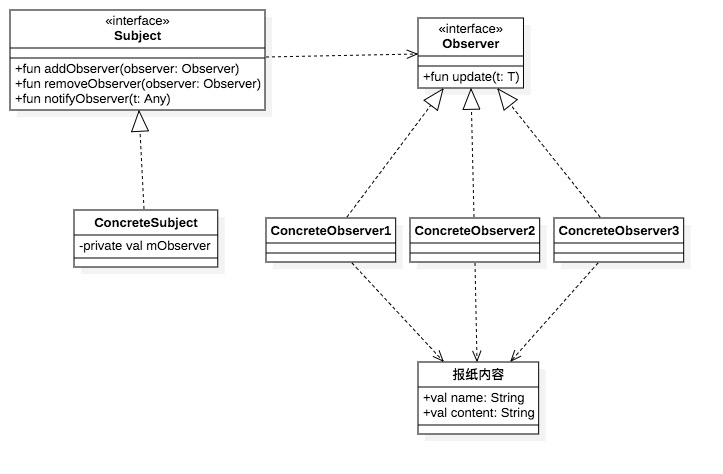 «interface»
Subject
+fun addObserver(observer: Observer)
+fun removeObserver(observer: Observer)
+fun notifyObserver(t: Any)
«interface»
Observer
+fun update(t: T)
ConcreteSubject
-private val mObserver
ConcreteObserver1
ConcreteObserver2
ConcreteObserver3
报纸内容
+val name: String
+val content: String